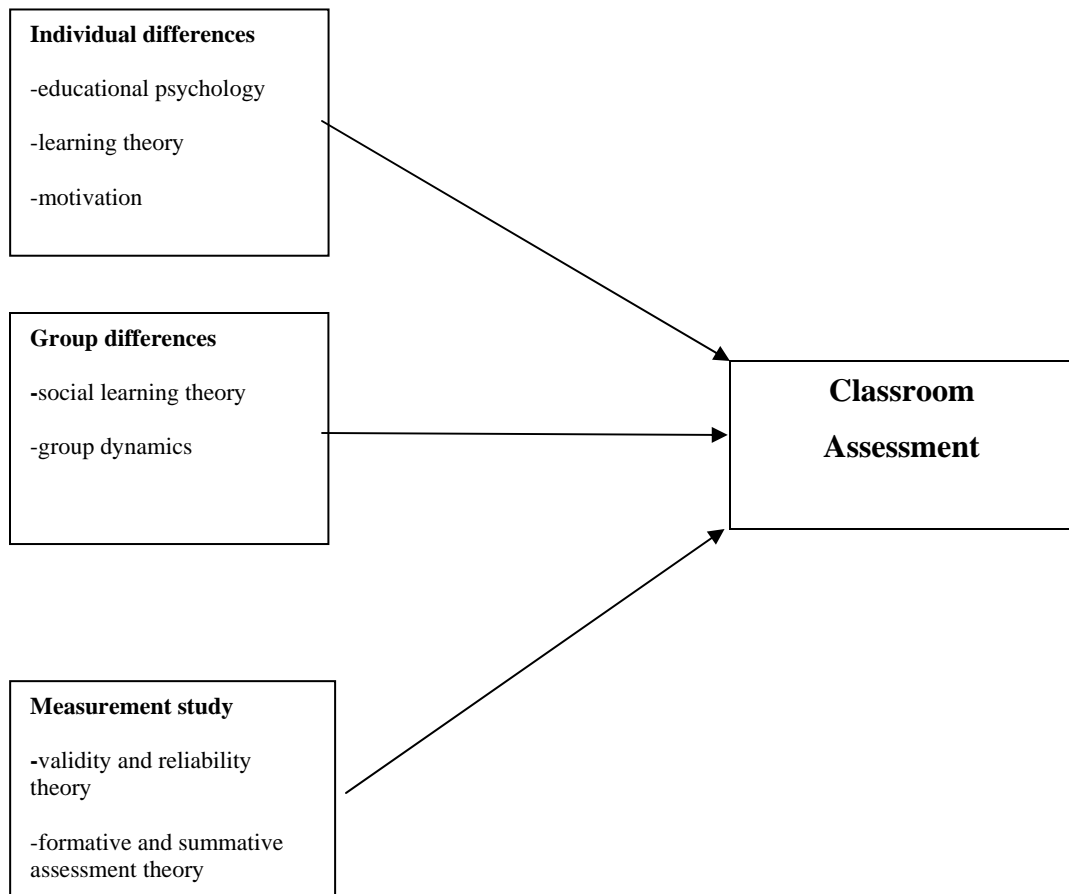 Individual differences
-educational psychology
-learning theory
-motivation
Group differences
-social learning theory
-group dynamics
Classroom
Assessment
Measurement study
-validity and reliability
theory
-formative and summative
assessment theory